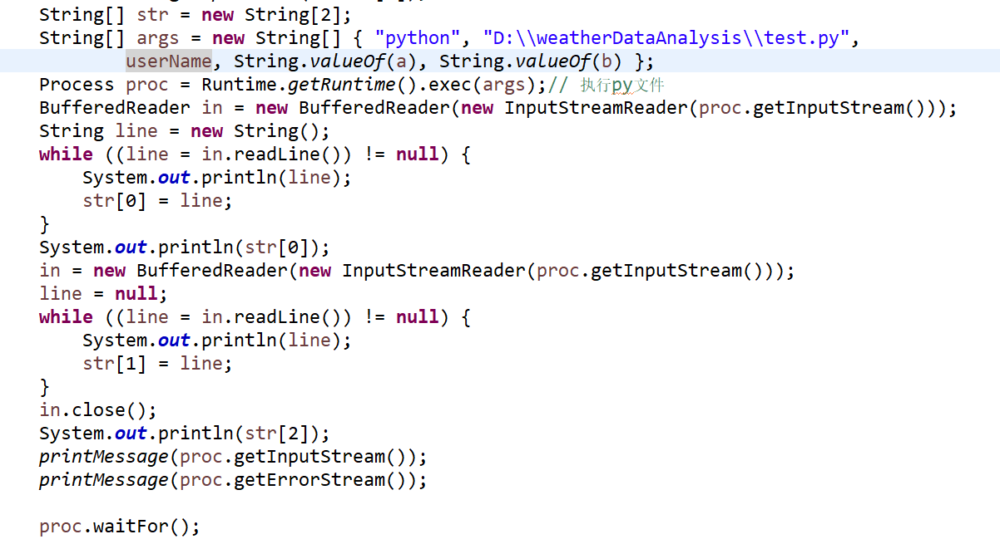 String[] str = new String[2];
String[] args = new String[] { "python", "D:\\weatherDataAnalysis\\test.py",
userName, String.valueOf(a), String.valueOf(b) };
Process proc = Runtime.getRuntime().exec(args);// 执行py文件
BufferedReader in = new BufferedReader(new InputStreamReader(proc.getInputStream()));
String line = new String();
while ((line = in.readLine()) != null) {
System.out.println(line);
str[0] = line;
}
System.out.println(str[0]);
in = new BufferedReader(new InputStreamReader(proc.getInputStream()));
line = null;
while ((line = in.readLine()) != null) {
System.out.println(line);
str[1] = line;
}
in.close();
System.out.println(str[2]);
printMessage(proc.getInputStream());
printMessage(proc.getErrorStream());
proc.waitFor();